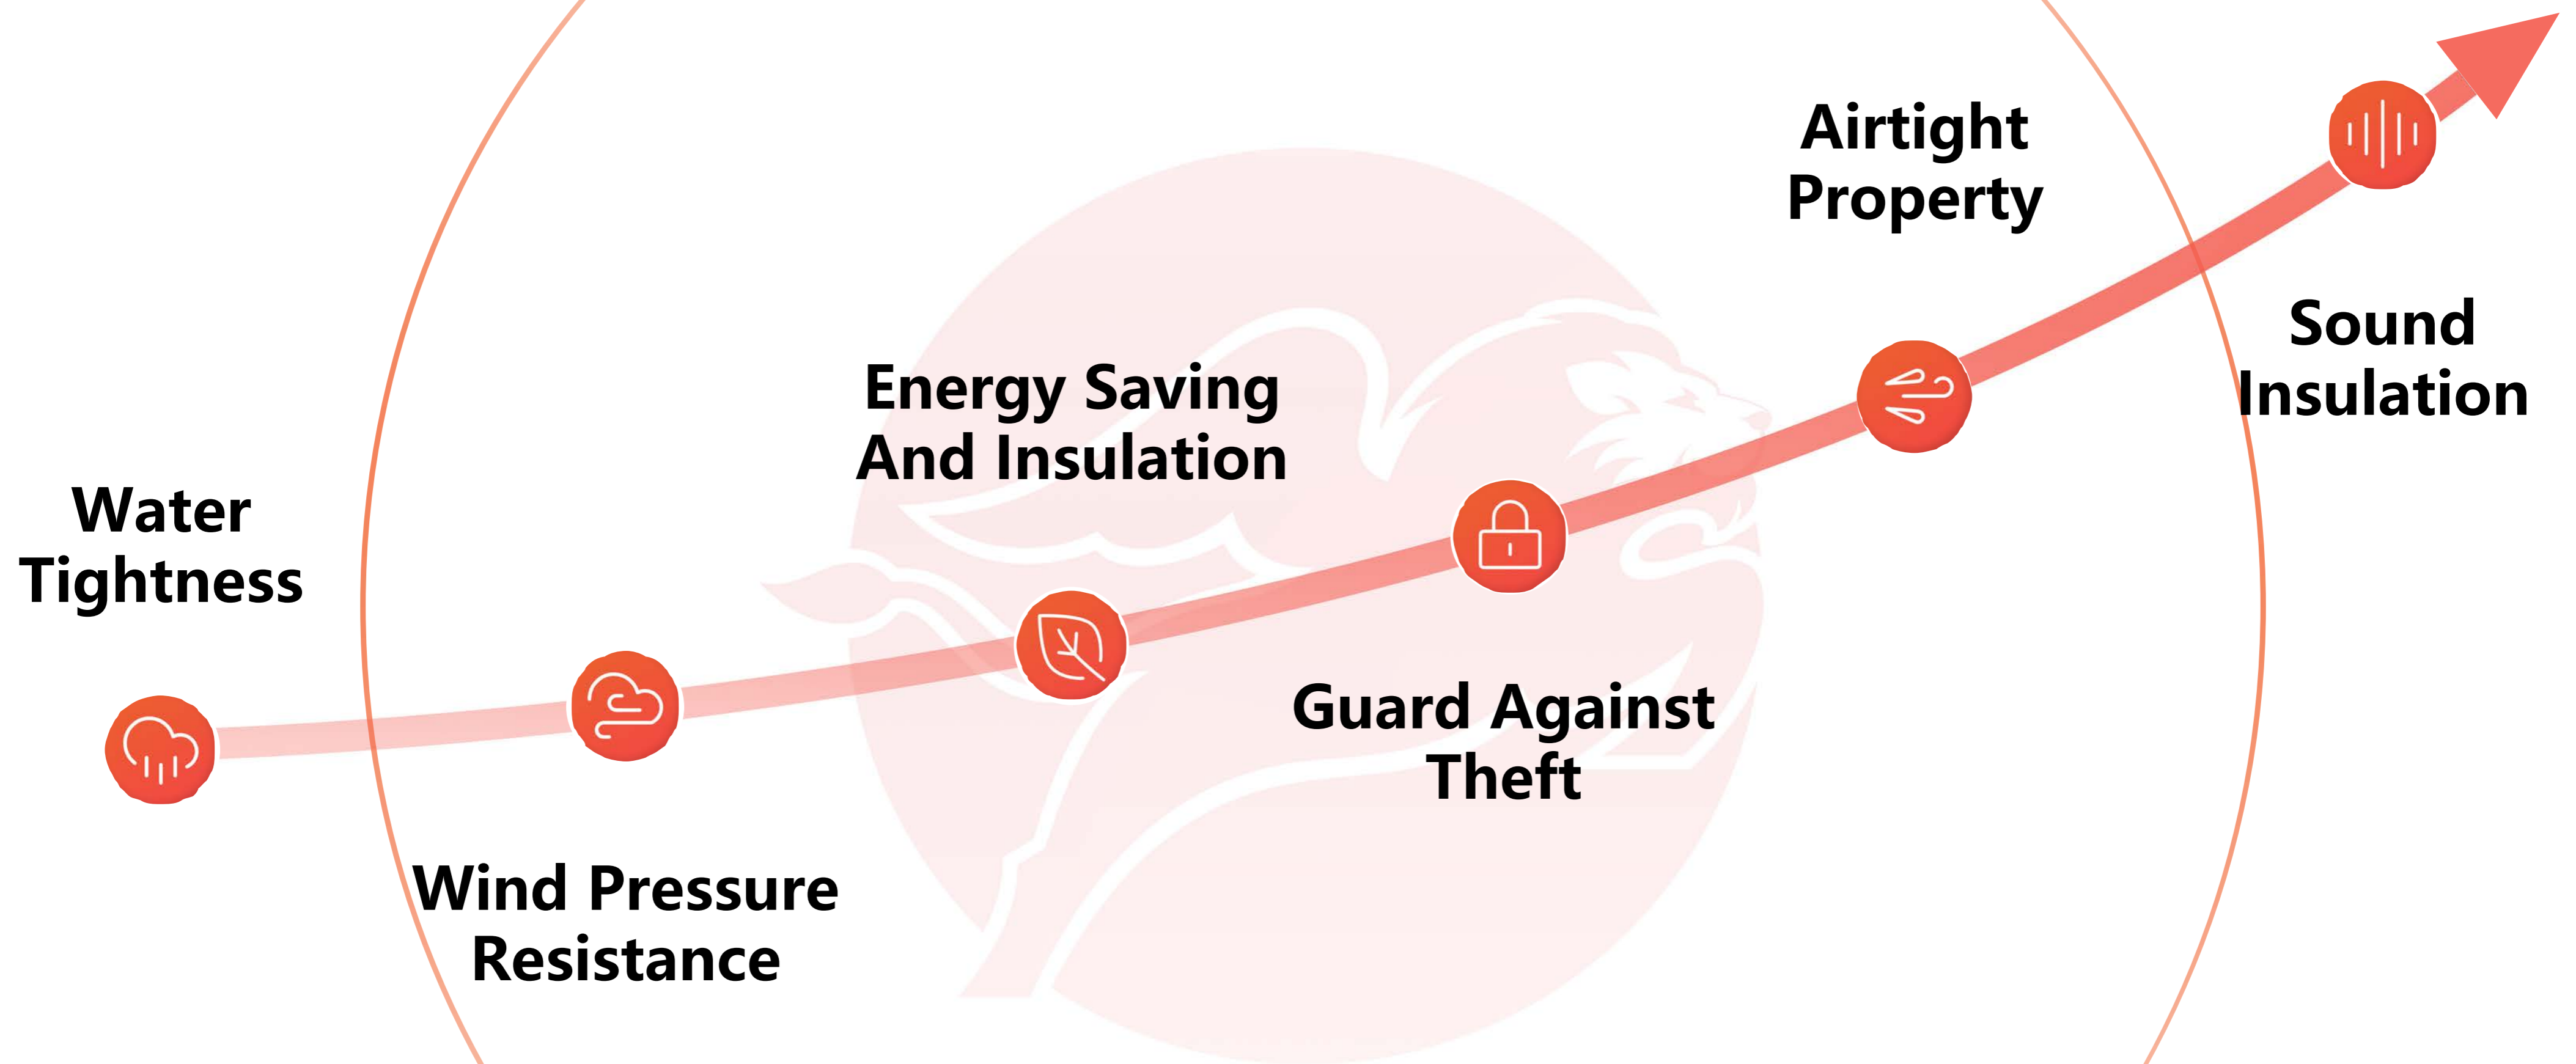 Water
Tightness
Wind Pressure
Resistance
Energy Saving
And Insulation
Guard Against
Theft
Airtight
Property
Sound
Insulation